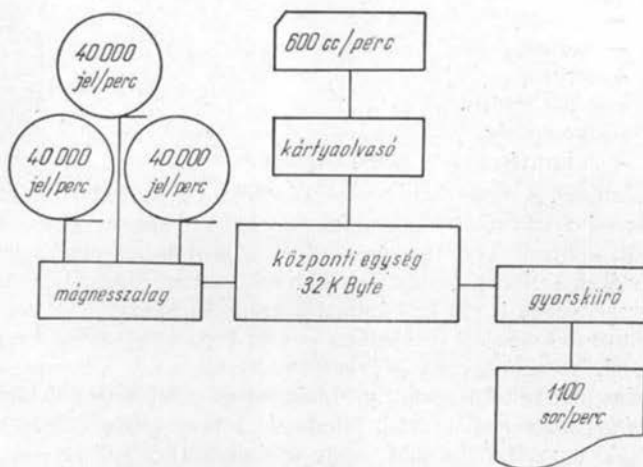 40 000
jel/perc
600 cc/perc
40 000
jel/perc
40 000
jel/perc
kártyaolvasó
központi egység
32 K Byte
mágnesszalag
gyorskiiró
1100
sor/perc